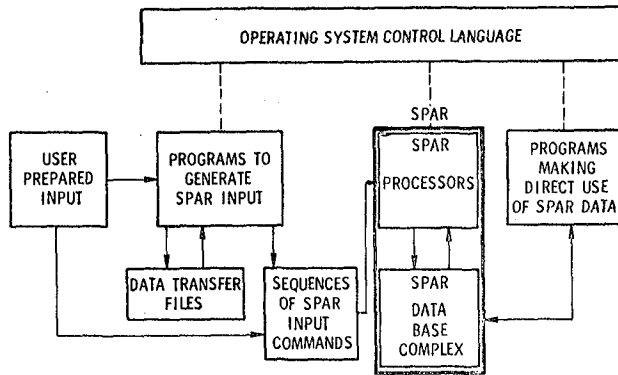 OPERATING SYSTEM CONTROL LANGUAGE
SPAR
USER
PREPARED
INPUT
PROGRAMS TO
GENERATE
SPAR INPUT
SPAR
PROCESSORS
PROGRAMS
MAKING
DIRECT USE
OF SPAR DATA
DATA TRANSFER
FILES
SEQUENCES
OF SPAR
INPUT
COMMANDS
SPAR
DATA
BASE
COMPLEX